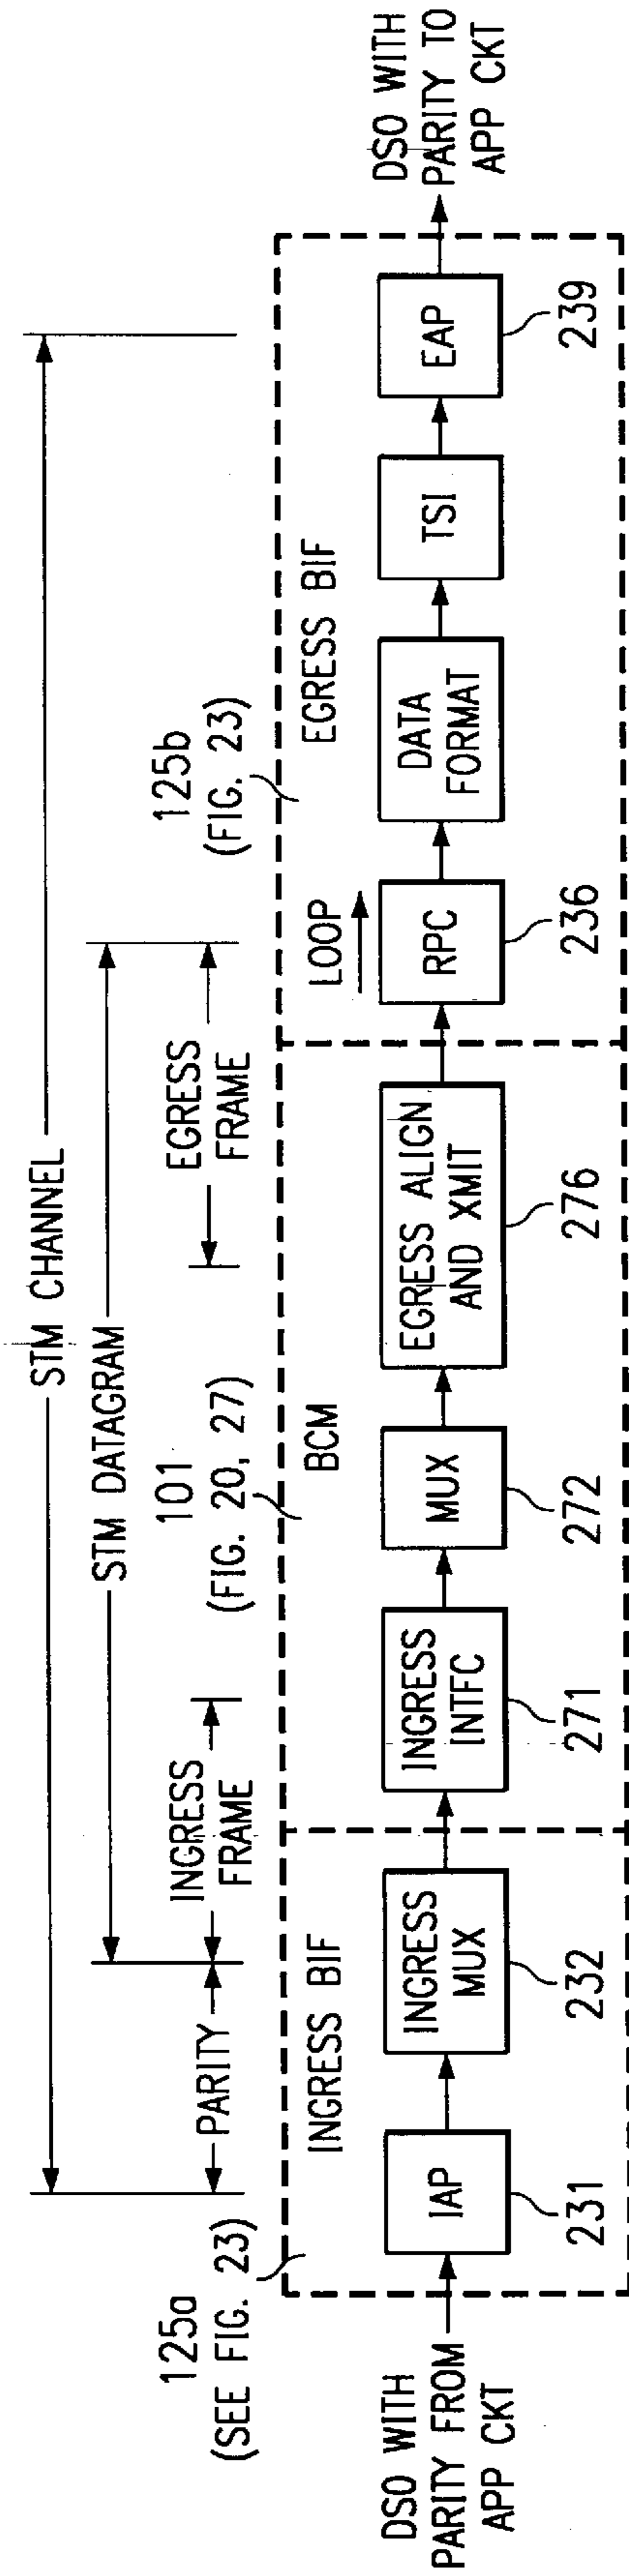 STM CHANNEL
STM DATAGRAM
PARITY
INGRESS
FRAME
EGRESS
FRAME
125a
(SEE FIG. 23)
101
(FIG. 20, 27)
125b
(FIG. 23)
INGRESS BIF
BCM
LOOP
EGRESS BIF
DS0 WITH
PARITY FROM
APP CKT
IAP
INGRESS
MUX
INGRESS
INTFC
MUX
EGRESS ALIGN
AND XMIT
RPC
DATA
FORMAT
TSI
EAP
DS0 WITH
PARITY TO
APP CKT
231
232
271
272
276
236
239